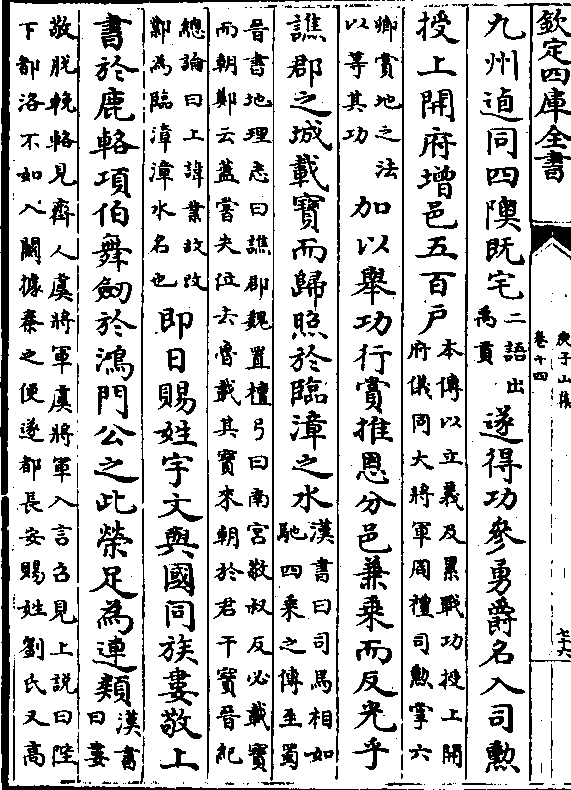 欽定四庫全書
庾子山集
卷十四
七十六
九州逌同四隩既宅二語出禹貢遂得功參勇爵名入司勲
授上開府增邑五百戶本傳以立義及累戰功授上開府儀同大將軍周禮司勲掌六
鄉賞地之法以等其功加以舉功行賞推恩分邑兼乘而反光乎
譙郡之城載寶而歸照於臨漳之水漢書曰司馬相如馳四乘之傳至蜀
晉書地理志曰譙郡魏置檀弓曰南宮敬叔反必載寶而朝鄭云蓋嘗失位去魯載其寶來朝於君干寶晉紀
總論曰上諱業故改鄴為臨漳漳水名也即日賜姓宇文與國同族婁敬上
書於鹿輅項伯舞劒於鴻門公之此榮足為連類漢書曰婁
敬脫輓輅見齊人虞將軍虞將軍入言召見上說曰陛下都洛不如入關據秦之便遂都長安賜姓劉氏又高